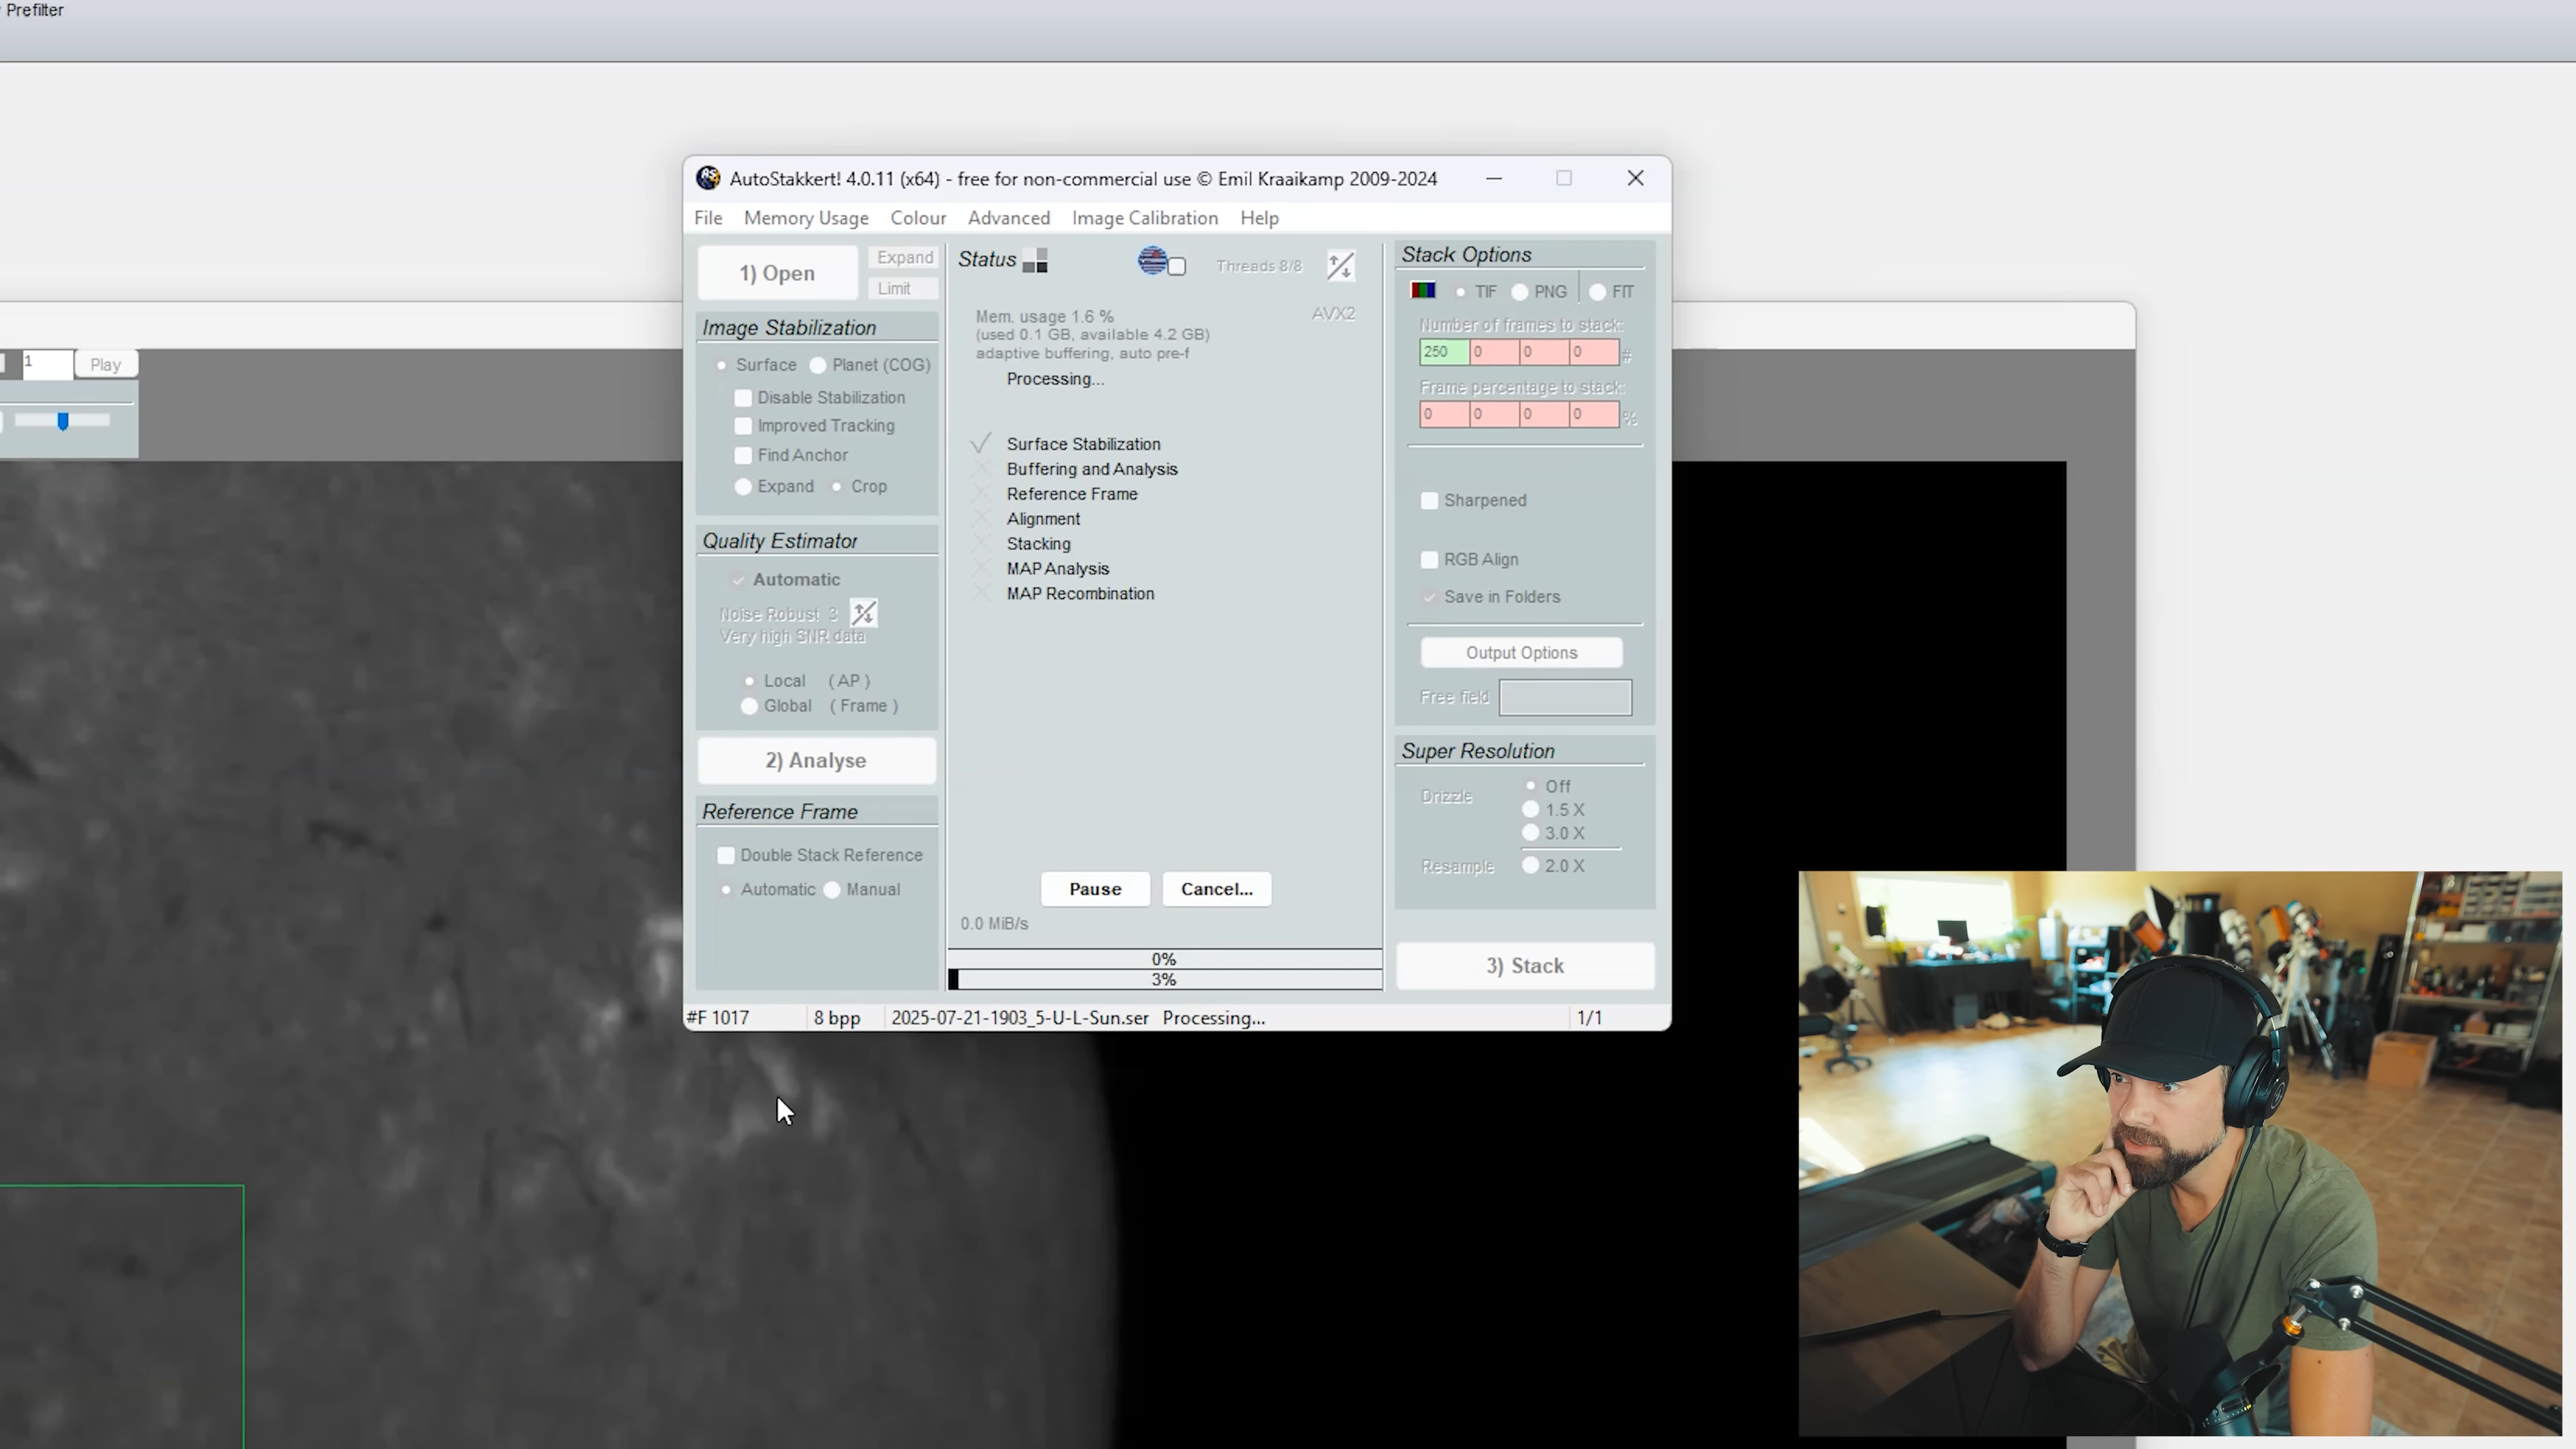 Prefilter
AutoStakkert! 4.0.11 (x64) - free for non-commercial use © Emil Kraaikamp 2009-2024
File Memory Usage Colour Advanced Image Calibration Help
1) Open
Expand
Limit
Image Stabilization
Surface Planet (COG)
Disable Stabilization
Improved Tracking
Find Anchor
Expand Crop
Quality Estimator
Automatic
Noise Robust 3
Very high SNR data
Local (AP)
Global (Frame)
2) Analyse
Reference Frame
Double Stack Reference
Automatic Manual
Status
Threads 8/8
Mem. usage 1.6 %
AVX2
(used 0.1 GB, available 4.2 GB)
adaptive buffering, auto pre-f
Processing...
Surface Stabilization
Buffering and Analysis
Reference Frame
Alignment
Stacking
MAP Analysis
MAP Recombination
Pause Cancel...
0.0 MiB/s
0%
3%
Stack Options
TIF PNG FIT
Number of frames to stack:
250 0 0 0 #
Frame percentage to stack:
0 0 0 0 %
Sharpened
RGB Align
Save in Folders
Output Options
Free field
Super Resolution
Drizzle
Off
1.5 X
3.0 X
Resample 2.0 X
3) Stack
#F 1017 8 bpp 2025-07-21-1903_5-U-L-Sun.ser Processing... 1/1
1 Play